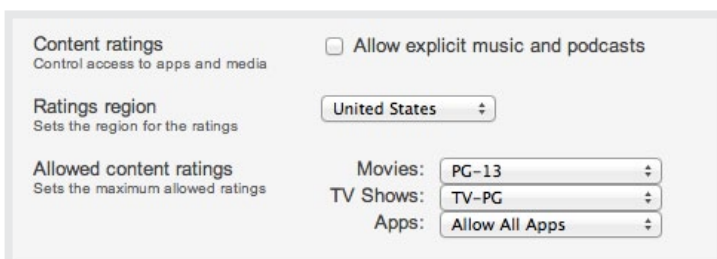 Content ratings
Control access to apps and media
Allow explicit music and podcasts
Ratings region
Sets the region for the ratings
United States
Allowed content ratings
Sets the maximum allowed ratings
Movies: PG-13
TV Shows: TV-PG
Apps: Allow All Apps